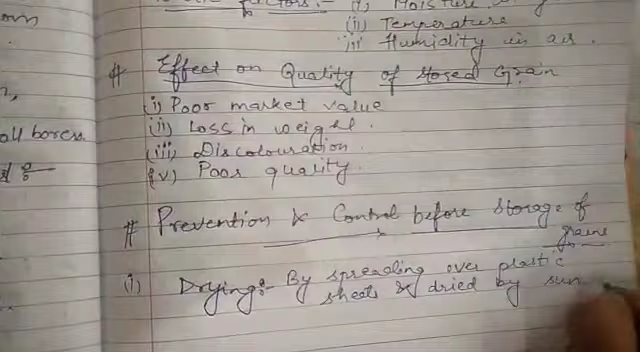 factors:- (i) Moisture
(ii) Temperature
(iii) Humidity in air.
# Effect on Quality of stored Grain
(i) Poor market value
(ii) Loss in weight.
(iii) Discolouration.
(iv) Poor quality.
# Prevention & Control before storage of
grains
(i) Drying:- By spreading over plastic
sheets & dried by sun